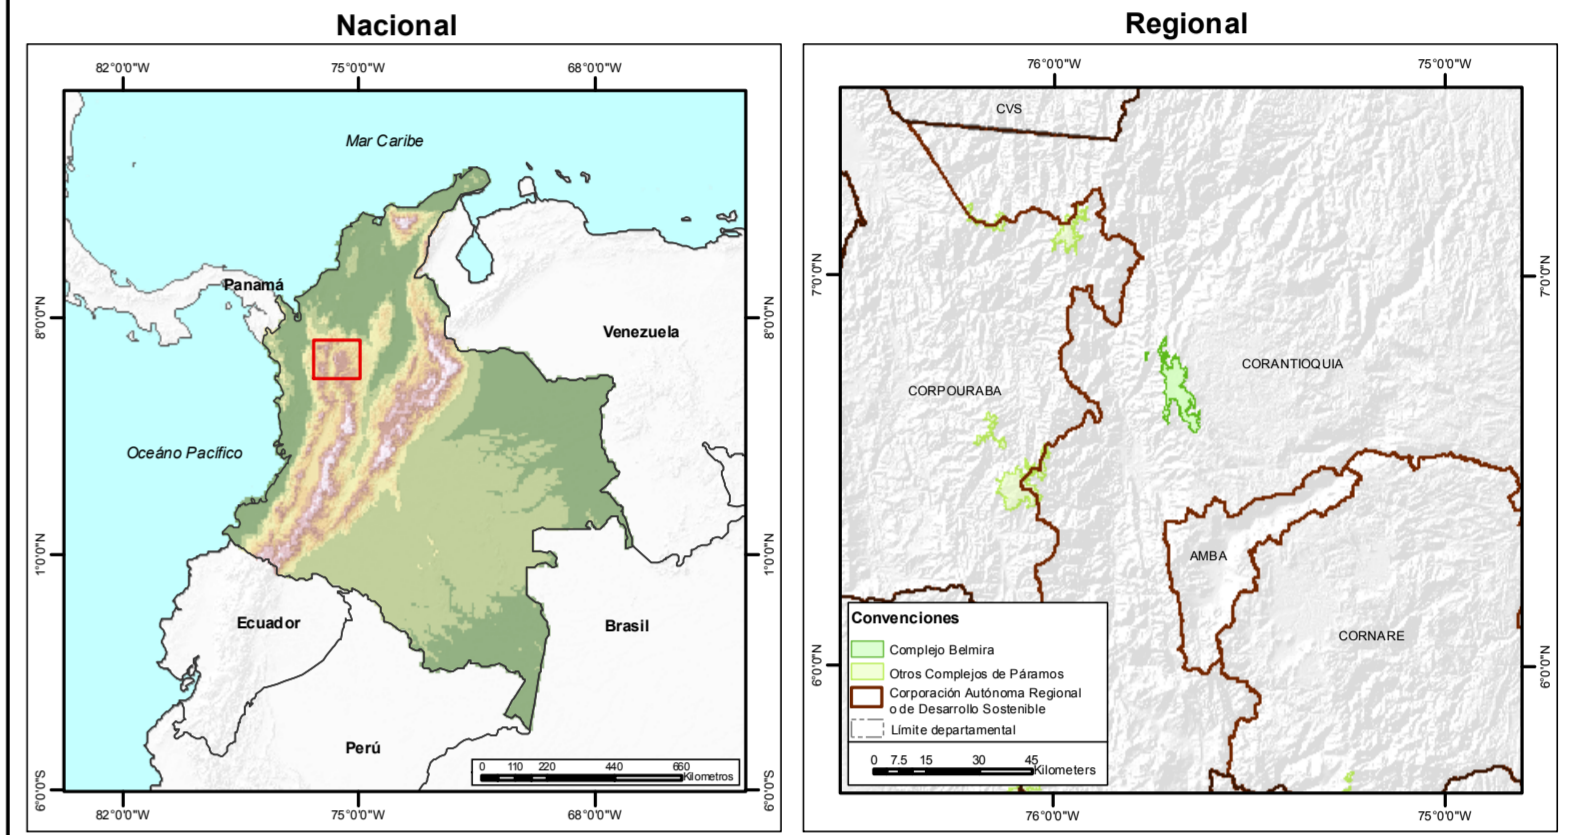 Nacional
82°0'0"W 75°0'0"W 68°0'0"W
Mar Caribe
Panamá
8°0'0"N
8°0'0"N
Venezuela
Oceáno Pacífico
1°0'0"N
1°0'0"N
Ecuador
Brasil
Perú
0 110 220 440 660
Kilometros
6°0'0"S
6°0'0"S
82°0'0"W 75°0'0"W 68°0'0"W
Regional
76°0'0"W 75°0'0"W
CVS
7°0'0"N
7°0'0"N
CORANTIOQUIA
CORPOURABA
AMBA
CORNARE
6°0'0"N
6°0'0"N
Convenciones
Complejo Belmira
Otros Complejos de Páramos
Corporación Autónoma Regional
o de Desarrollo Sostenible
Límite departamental
0 7.5 15 30 45
Kilometers
76°0'0"W 75°0'0"W